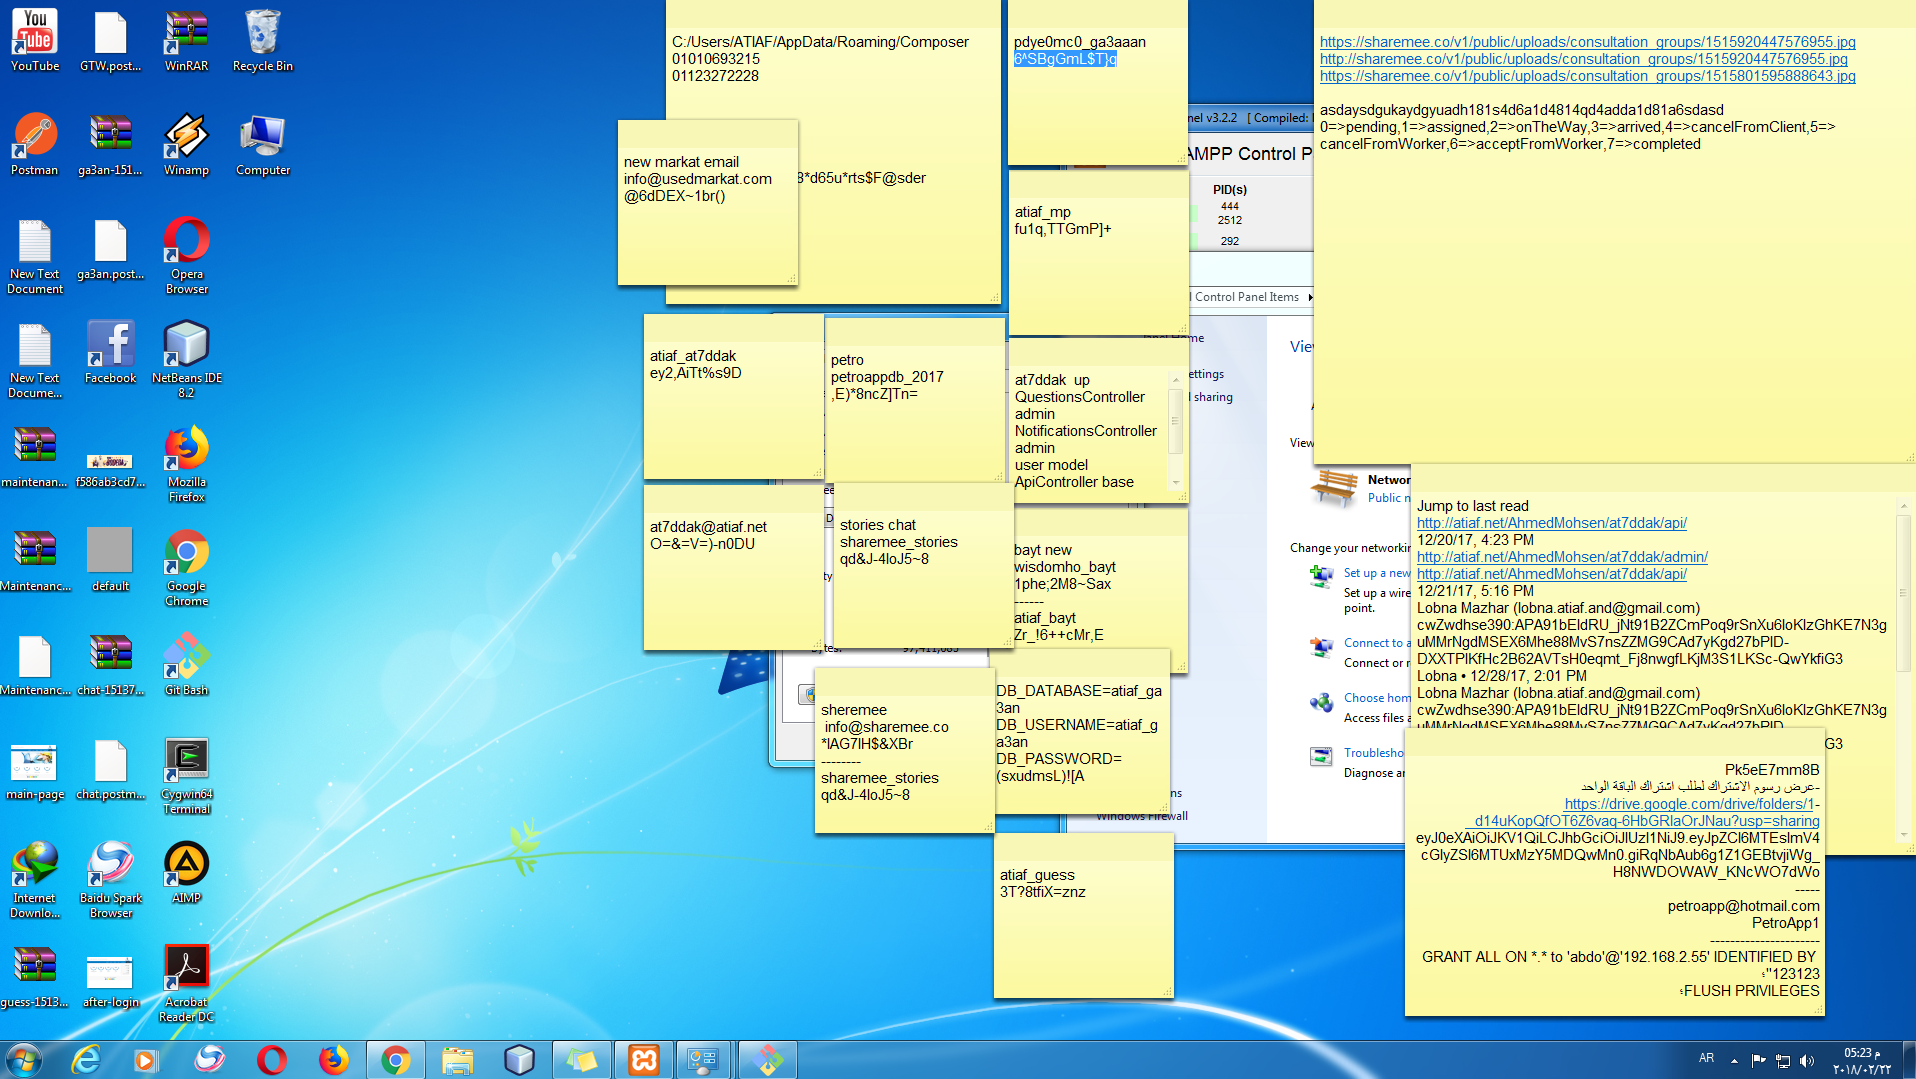 YouTube
GTW.post...
WinRAR
Recycle Bin
Postman
ga3an-151...
Winamp
Computer
New Text
Document
ga3an.post...
Opera
Browser
New Text
Docume...
Facebook
NetBeans IDE
8.2
maintenan...
f586ab3cd7...
Mozilla
Firefox
Maintenanc...
default
Google
Chrome
Maintenanc...
chat-15137...
Git Bash
main-page
chat.postm...
Cygwin64
Terminal
Internet
Downlo...
Baidu Spark
Browser
AIMP
guess-1513...
after-login
Acrobat
Reader DC
C:/Users/ATIAF/AppData/Roaming/Composer
01010693215
01123272228
8*d65u*rts$F@sder
new markat email
info@usedmarkat.com
@6dDEX~1br()
pdye0mc0_ga3aaan
6^SBgGmL$T}q
atiaf_mp
fu1q,TTGmP]+
nel v3.2.2 [ Compiled:
AMPP Control P
PID(s)
444
2512
292
Control Panel Items
https://sharemee.co/v1/public/uploads/consultation_groups/1515920447576955.jpg
http://sharemee.co/v1/public/uploads/consultation_groups/1515920447576955.jpg
https://sharemee.co/v1/public/uploads/consultation_groups/1515801595888643.jpg
asdaysdgukaydgyuadh181s4d6a1d4814qd4adda1d81a6sdasd
0=>pending,1=>assigned,2=>onTheWay,3=>arrived,4=>cancelFromClient,5=>
cancelFromWorker,6=>acceptFromWorker,7=>completed
atiaf_at7ddak
ey2,AiTt%s9D
petro
petroappdb_2017
,E)*8ncZ]Tn=
at7ddak up
QuestionsController
admin
NotificationsController
admin
user model
ApiController base
at7ddak@atiaf.net
O=&=V=)-n0DU
stories chat
sharemee_stories
qd&J-4loJ5~8
bayt new
wisdomho_bayt
1phe;2M8~Sax
------
atiaf_bayt
Zr_!6++cMr,E
sheremee
info@sharemee.co
*lAG7lH$&XBr
--------
sharemee_stories
qd&J-4loJ5~8
DB_DATABASE=atiaf_ga
3an
DB_USERNAME=atiaf_g
a3an
DB_PASSWORD=
(sxudmsL)![A
atiaf_guess
3T?8tfiX=znz
ettings
sharing
Network
Public n
Change your networkin
Set up a new
Set up a wire
point.
Connect to a
Connect or r
Choose hom
Access files a
Troublesho
Diagnose ar
Windows Firewall
Jump to last read
http://atiaf.net/AhmedMohsen/at7ddak/api/
12/20/17, 4:23 PM
http://atiaf.net/AhmedMohsen/at7ddak/admin/
http://atiaf.net/AhmedMohsen/at7ddak/api/
12/21/17, 5:16 PM
Lobna Mazhar (lobna.atiaf.and@gmail.com)
cwZwdhse390:APA91bEldRU_jNt91B2ZCmPoq9rSnXu6loKlzGhKE7N3g
uMMrNgdMSEX6Mhe88MvS7nsZZMG9CAd7yKgd27bPlD-
DXXTPlKfHc2B62AVTsH0eqmt_Fj8nwgfLKjM3S1LKSc-QwYkfiG3
Lobna • 12/28/17, 2:01 PM
Lobna Mazhar (lobna.atiaf.and@gmail.com)
cwZwdhse390:APA91bEldRU_jNt91B2ZCmPoq9rSnXu6loKlzGhKE7N3g
Pk5eE7mm8B
-عرض رسوم الاشتراك لطلب اشتراك الباقة الواحد
https://drive.google.com/drive/folders/1-
d14uKopQfOT6Z6vaq-6HbGRlaOrJNau?usp=sharing
eyJ0eXAiOiJKV1QiLCJhbGciOiJIUzI1NiJ9.eyJpZCI6MTEsImV4
cGlyZSI6MTUxMzY5MDQwMn0.giRqNbAub6g1Z1GEBtvjiWg_
H8NWDOWAW_KNcWO7dWo
-----
petroapp@hotmail.com
PetroApp1
----------------------
GRANT ALL ON *.* to 'abdo'@'192.168.2.55' IDENTIFIED BY
؛"123123
؛FLUSH PRIVILEGES
AR
05:23 م
٢٠١٨/٠٢/٢٢